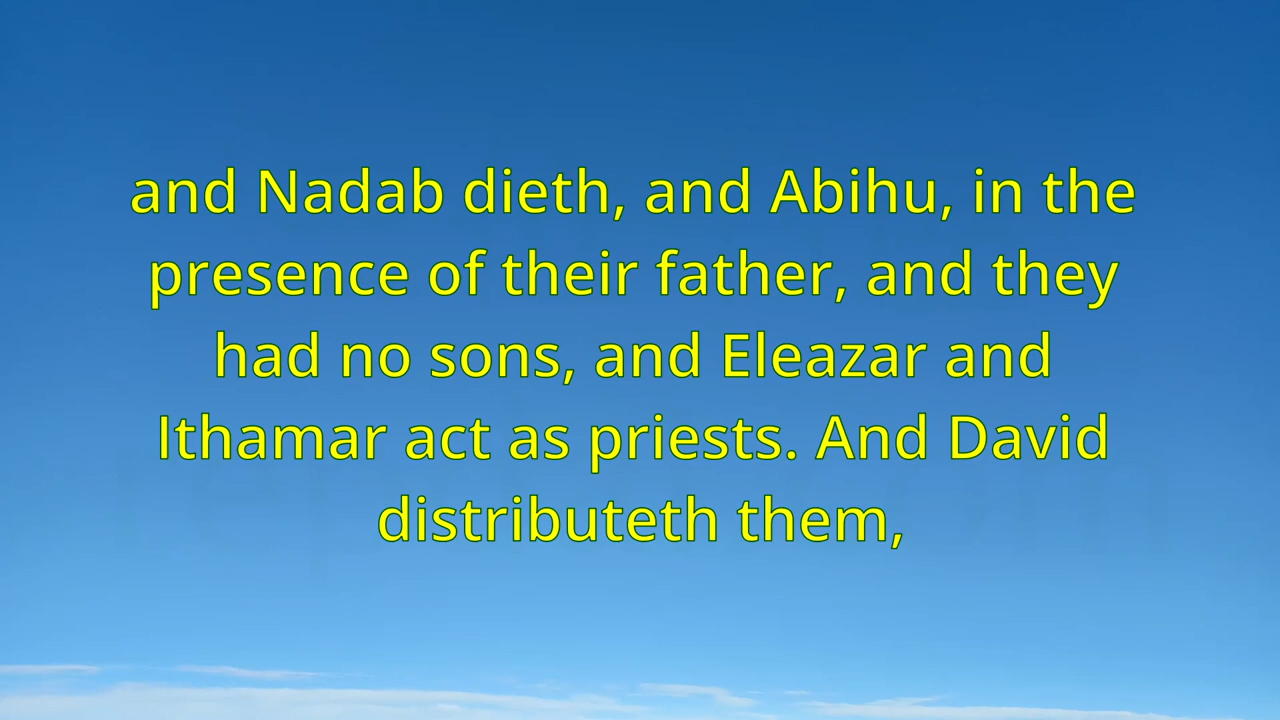 and Nadab dieth, and Abihu, in the
presence of their father, and they
had no sons, and Eleazar and
Ithamar act as priests. And David
distributeth them,